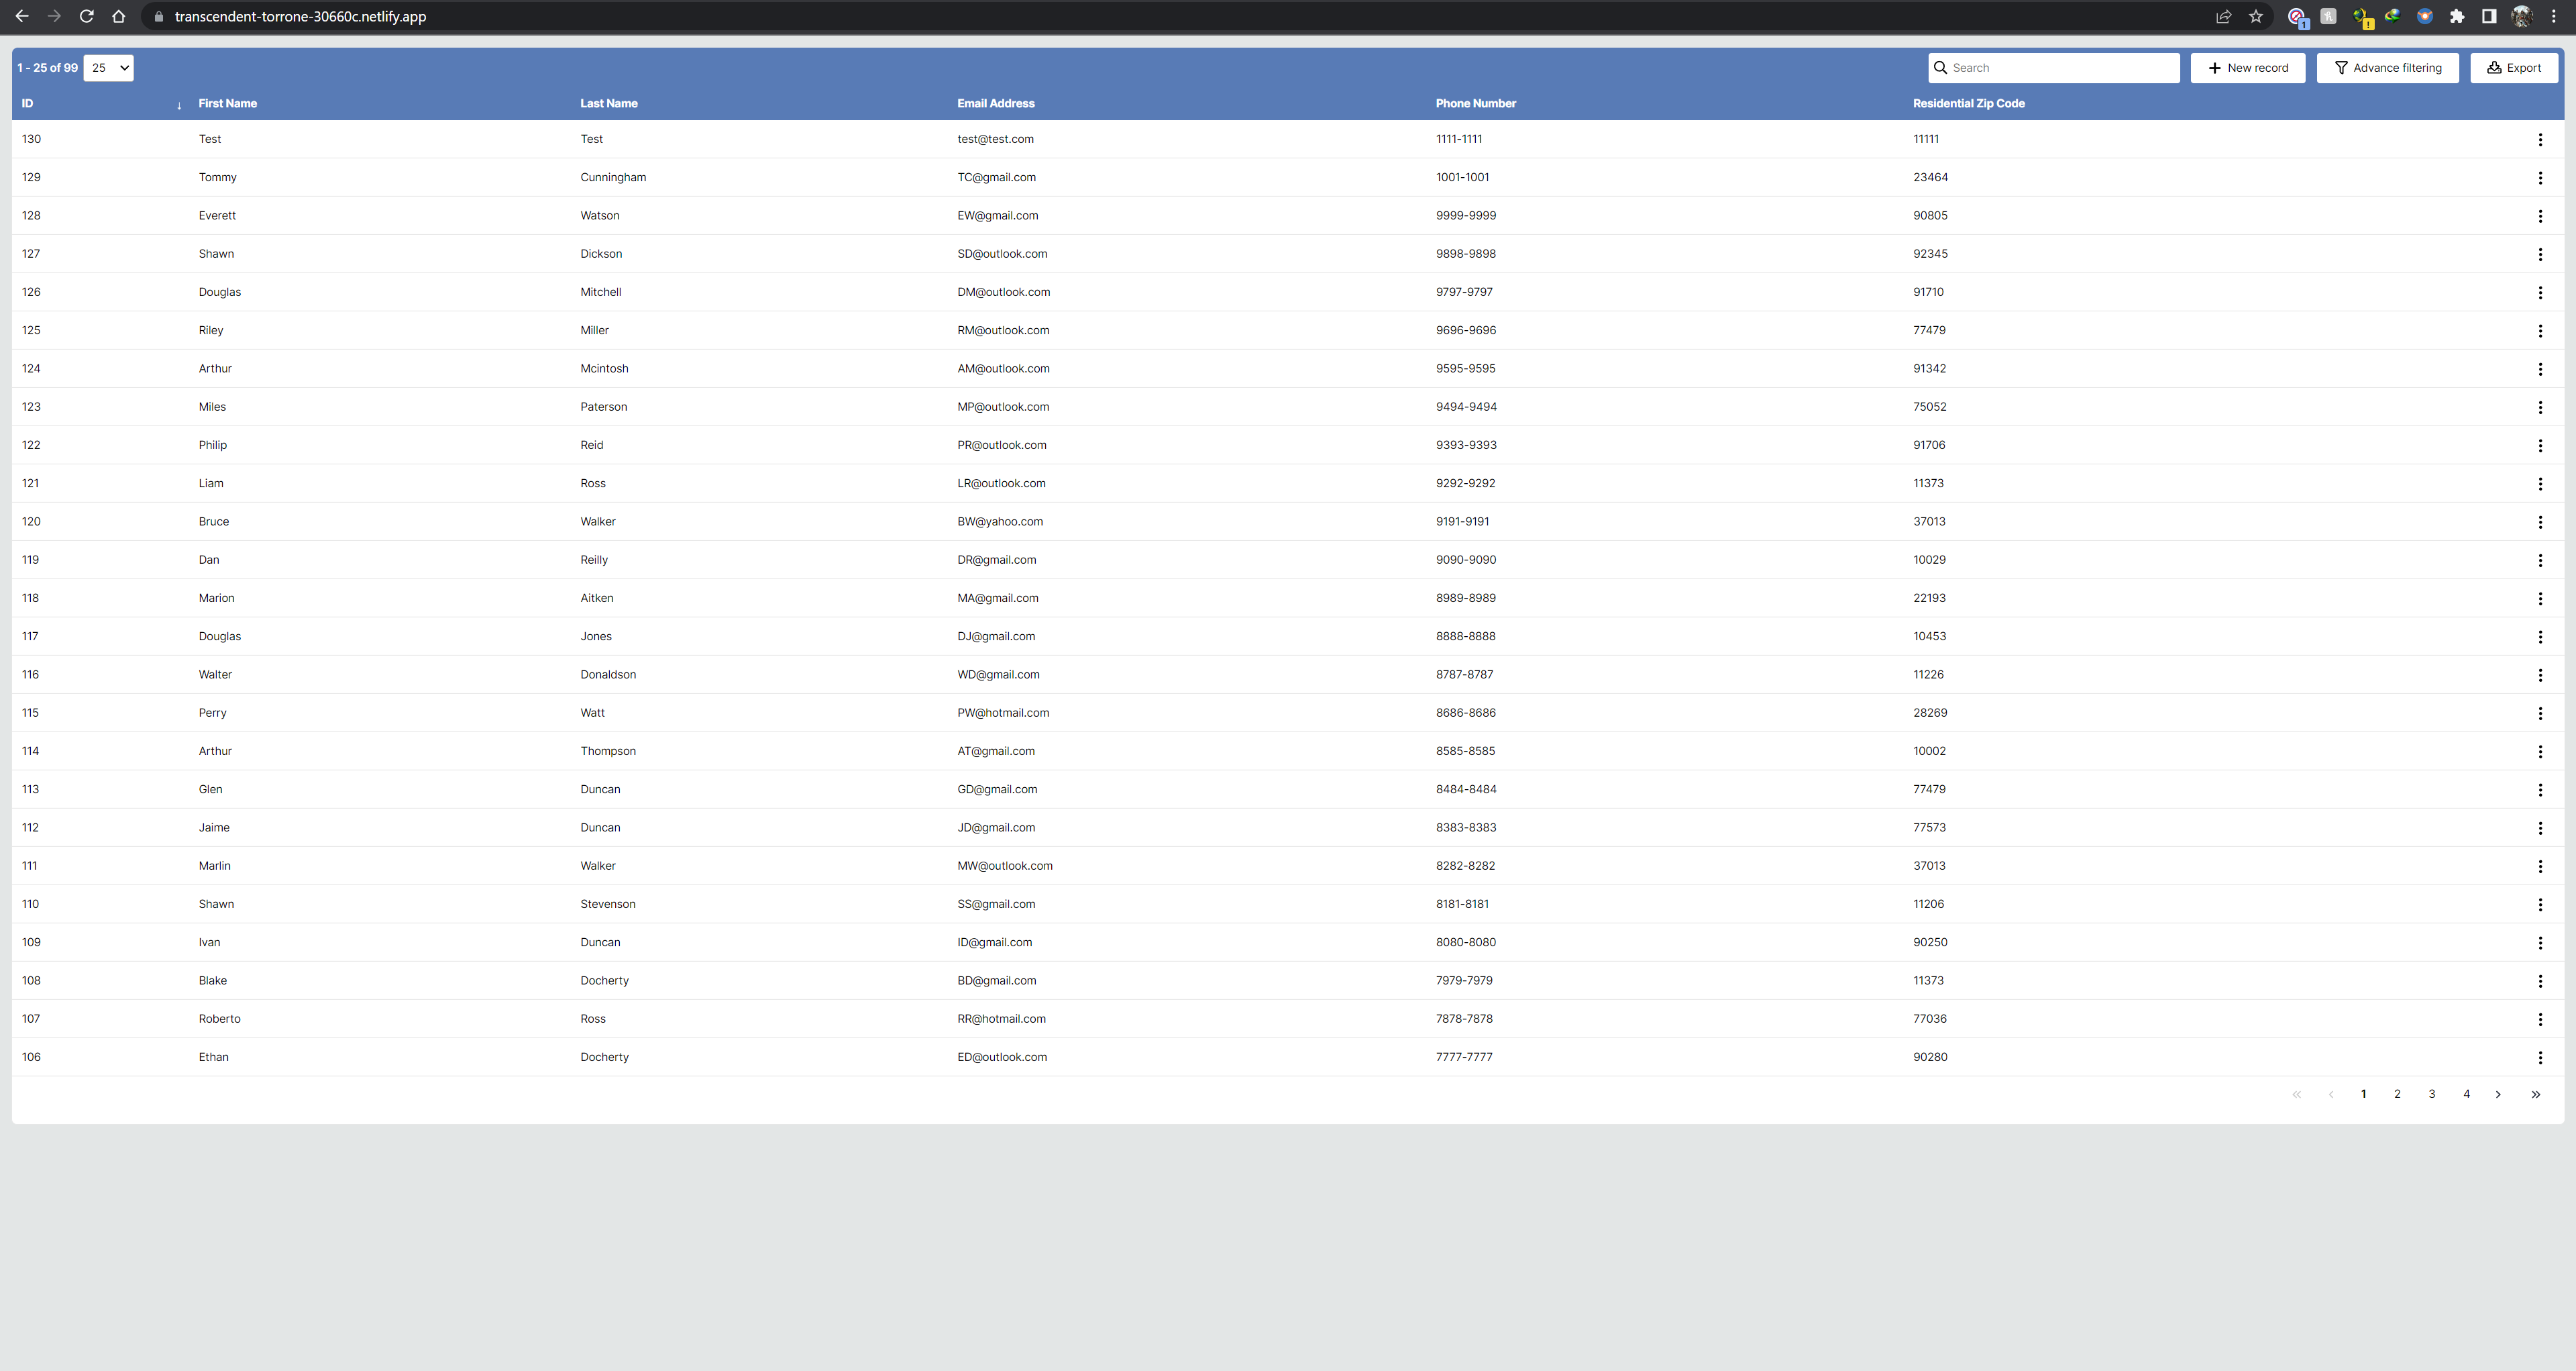 transcendent-torrone-30660c.netlify.app
1 - 25 of 99 25 Search New record Advance filtering Export
ID ↓ First Name Last Name Email Address Phone Number Residential Zip Code
130 Test Test test@test.com 1111-1111 11111
129 Tommy Cunningham TC@gmail.com 1001-1001 23464
128 Everett Watson EW@gmail.com 9999-9999 90805
127 Shawn Dickson SD@outlook.com 9898-9898 92345
126 Douglas Mitchell DM@outlook.com 9797-9797 91710
125 Riley Miller RM@outlook.com 9696-9696 77479
124 Arthur Mcintosh AM@outlook.com 9595-9595 91342
123 Miles Paterson MP@outlook.com 9494-9494 75052
122 Philip Reid PR@outlook.com 9393-9393 91706
121 Liam Ross LR@outlook.com 9292-9292 11373
120 Bruce Walker BW@yahoo.com 9191-9191 37013
119 Dan Reilly DR@gmail.com 9090-9090 10029
118 Marion Aitken MA@gmail.com 8989-8989 22193
117 Douglas Jones DJ@gmail.com 8888-8888 10453
116 Walter Donaldson WD@gmail.com 8787-8787 11226
115 Perry Watt PW@hotmail.com 8686-8686 28269
114 Arthur Thompson AT@gmail.com 8585-8585 10002
113 Glen Duncan GD@gmail.com 8484-8484 77479
112 Jaime Duncan JD@gmail.com 8383-8383 77573
111 Marlin Walker MW@outlook.com 8282-8282 37013
110 Shawn Stevenson SS@gmail.com 8181-8181 11206
109 Ivan Duncan ID@gmail.com 8080-8080 90250
108 Blake Docherty BD@gmail.com 7979-7979 11373
107 Roberto Ross RR@hotmail.com 7878-7878 77036
106 Ethan Docherty ED@outlook.com 7777-7777 90280
« ‹ 1 2 3 4 › »